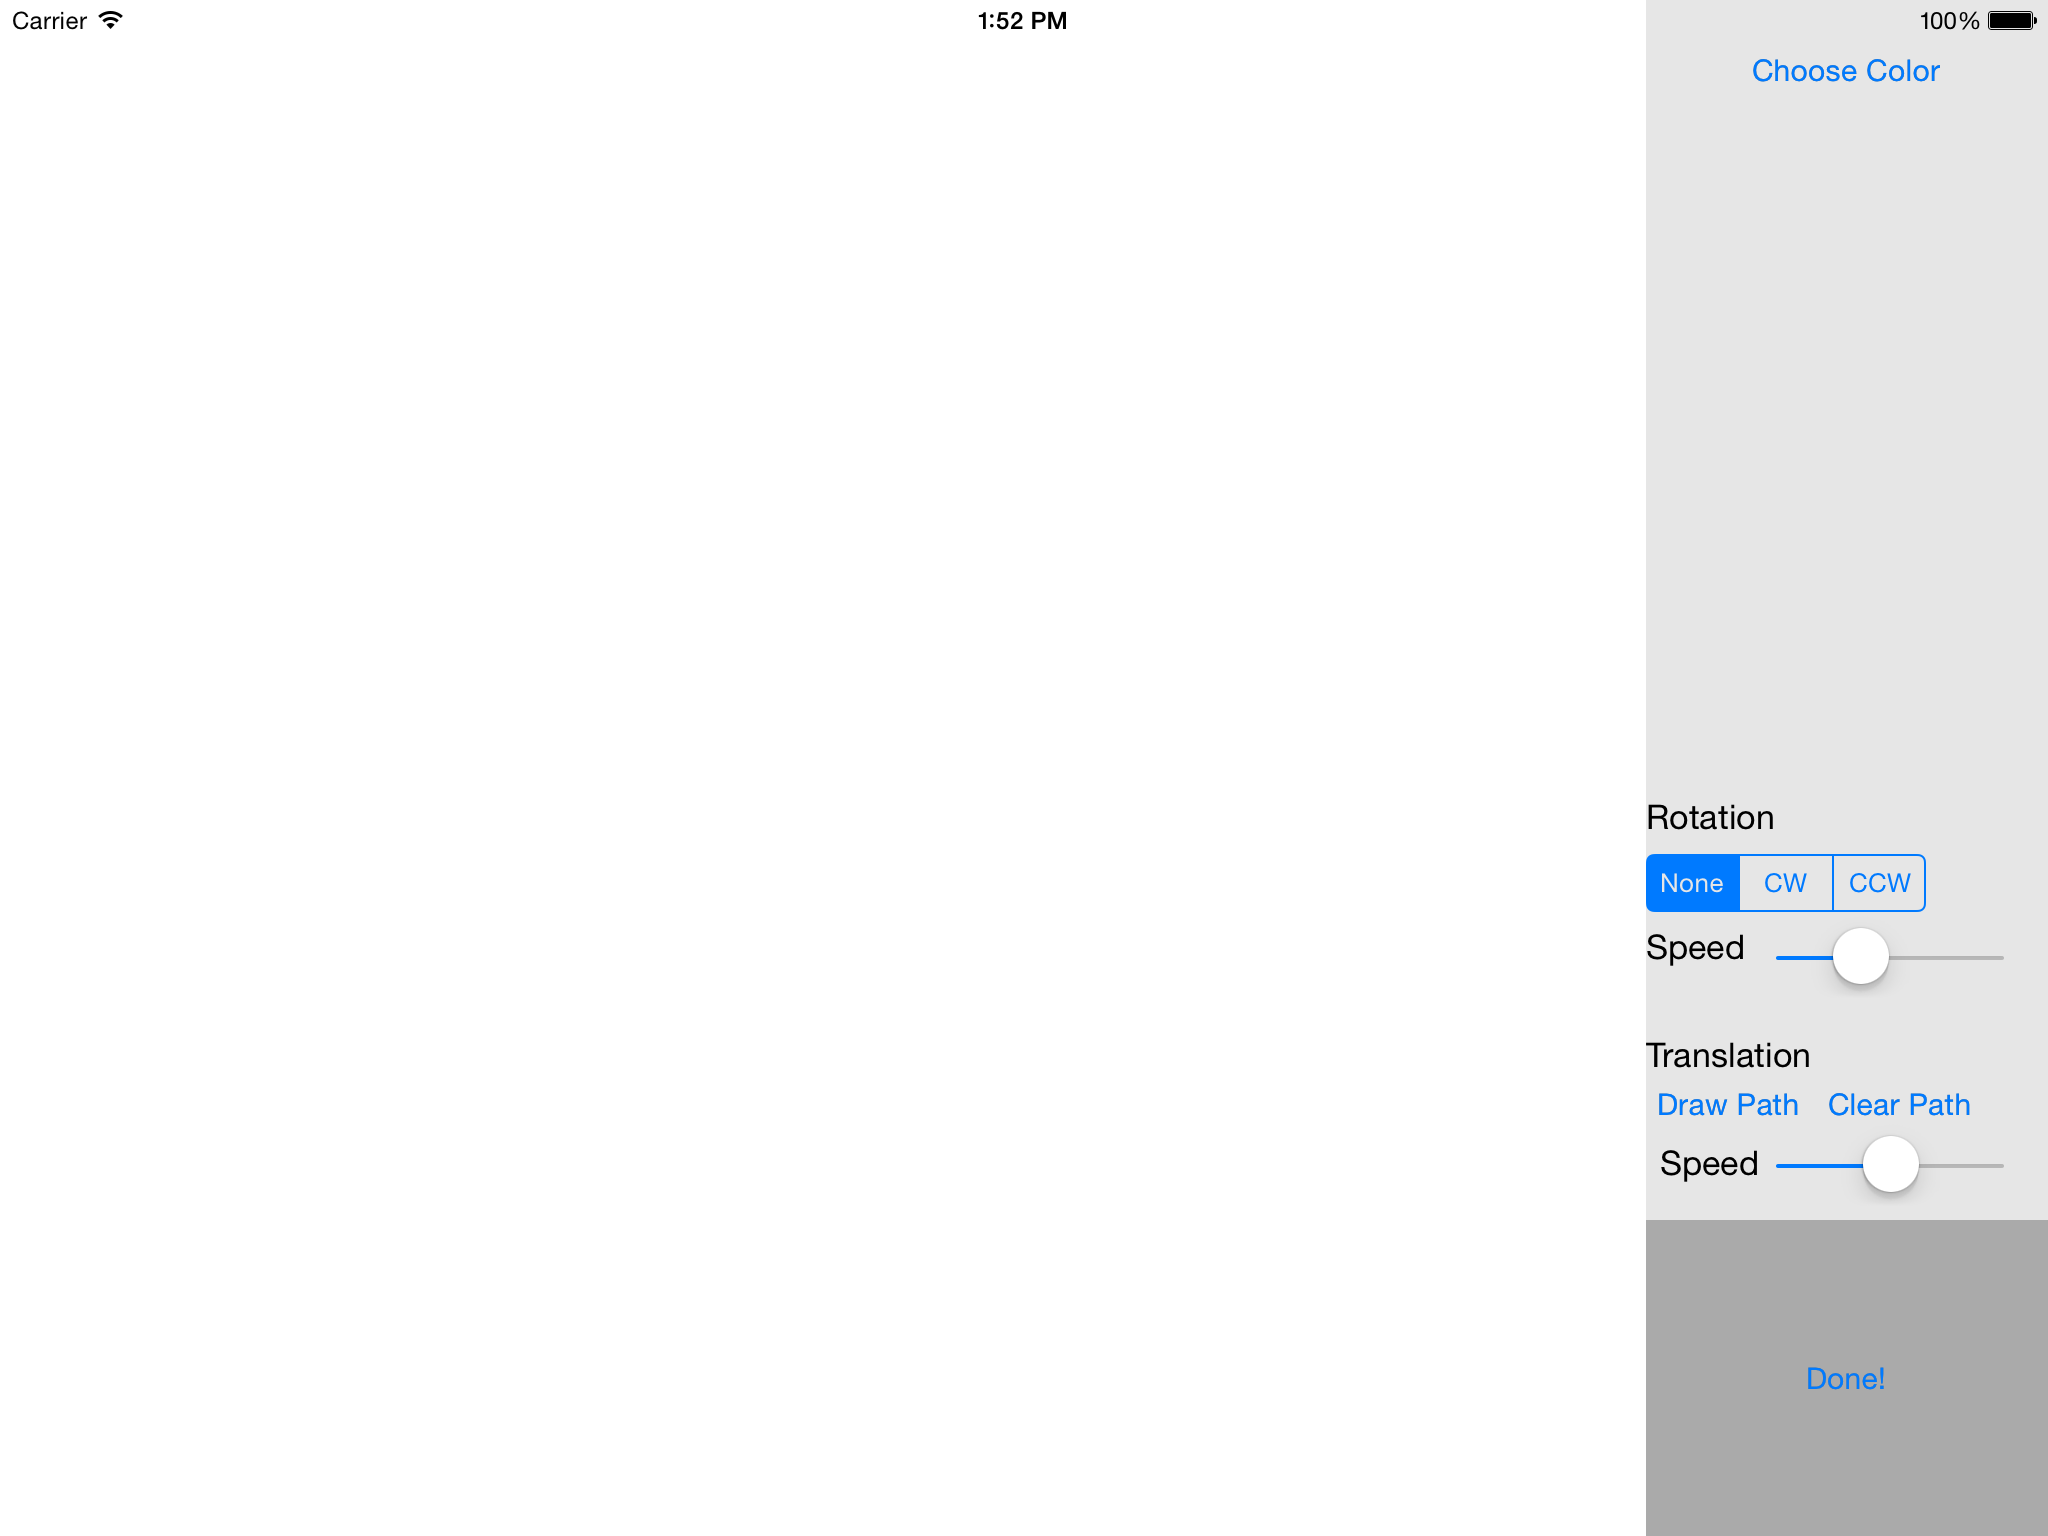 Carrier 1:52 PM 100%
Choose Color
Rotation
None CW CCW
Speed
Translation
Draw Path Clear Path
Speed
Done!